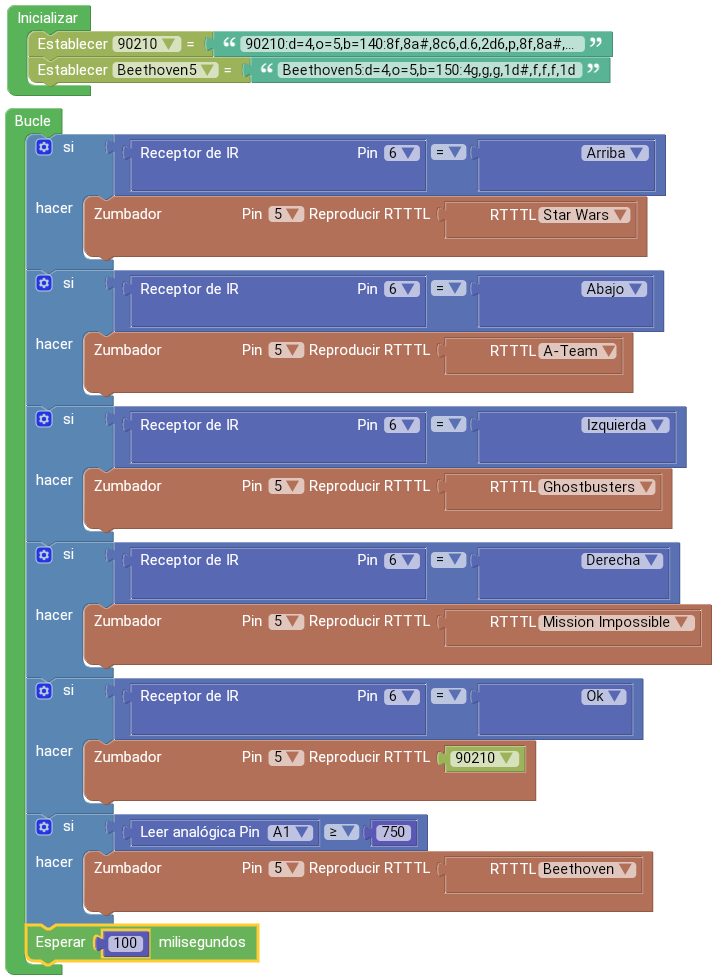 Inicializar
Establecer 90210 = “ 90210:d=4,o=5,b=140:8f,8a#,8c6,d.6,2d6,p,8f,8a#,... ”
Establecer Beethoven5 = “ Beethoven5:d=4,o=5,b=150:4g,g,g,1d#,f,f,f,1d ”
Bucle
si Receptor de IR Pin 6 = Arriba
hacer Zumbador Pin 5 Reproducir RTTTL RTTTL Star Wars
si Receptor de IR Pin 6 = Abajo
hacer Zumbador Pin 5 Reproducir RTTTL RTTTL A-Team
si Receptor de IR Pin 6 = Izquierda
hacer Zumbador Pin 5 Reproducir RTTTL RTTTL Ghostbusters
si Receptor de IR Pin 6 = Derecha
hacer Zumbador Pin 5 Reproducir RTTTL RTTTL Mission Impossible
si Receptor de IR Pin 6 = Ok
hacer Zumbador Pin 5 Reproducir RTTTL 90210
si Leer analógica Pin A1 ≥ 750
hacer Zumbador Pin 5 Reproducir RTTTL RTTTL Beethoven
Esperar 100 milisegundos